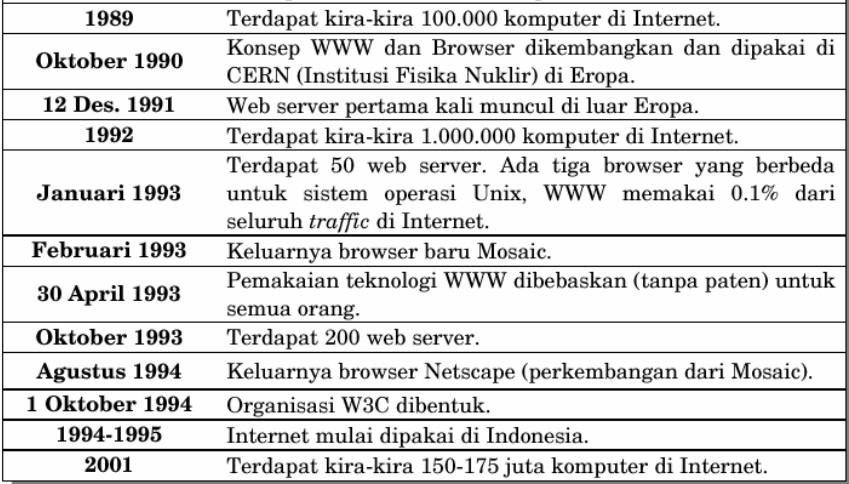 1989 Terdapat kira-kira 100.000 komputer di Internet.
Oktober 1990 Konsep WWW dan Browser dikembangkan dan dipakai di
CERN (Institusi Fisika Nuklir) di Eropa.
12 Des. 1991 Web server pertama kali muncul di luar Eropa.
1992 Terdapat kira-kira 1.000.000 komputer di Internet.
Januari 1993 Terdapat 50 web server. Ada tiga browser yang berbeda
untuk sistem operasi Unix, WWW memakai 0.1% dari
seluruh traffic di Internet.
Februari 1993 Keluarnya browser baru Mosaic.
30 April 1993 Pemakaian teknologi WWW dibebaskan (tanpa paten) untuk
semua orang.
Oktober 1993 Terdapat 200 web server.
Agustus 1994 Keluarnya browser Netscape (perkembangan dari Mosaic).
1 Oktober 1994 Organisasi W3C dibentuk.
1994-1995 Internet mulai dipakai di Indonesia.
2001 Terdapat kira-kira 150-175 juta komputer di Internet.